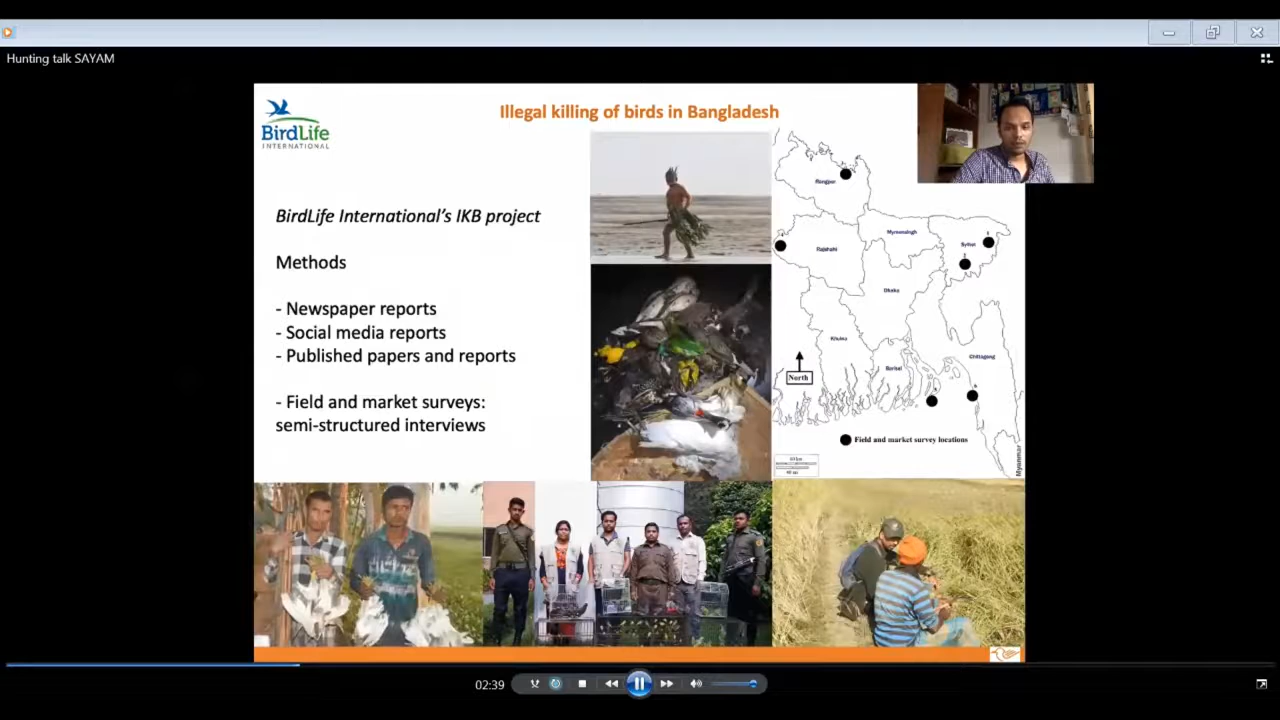 Hunting talk SAYAM
Illegal killing of birds in Bangladesh
BirdLife
INTERNATIONAL
BirdLife International's IKB project
Methods
- Newspaper reports
- Social media reports
- Published papers and reports
- Field and market surveys:
semi-structured interviews
Rangpur
Rajshahi
Mymensingh
Sylhet
Dhaka
Khulna
Barisal
Chittagong
North
Field and market survey locations
Myanmar
02:39